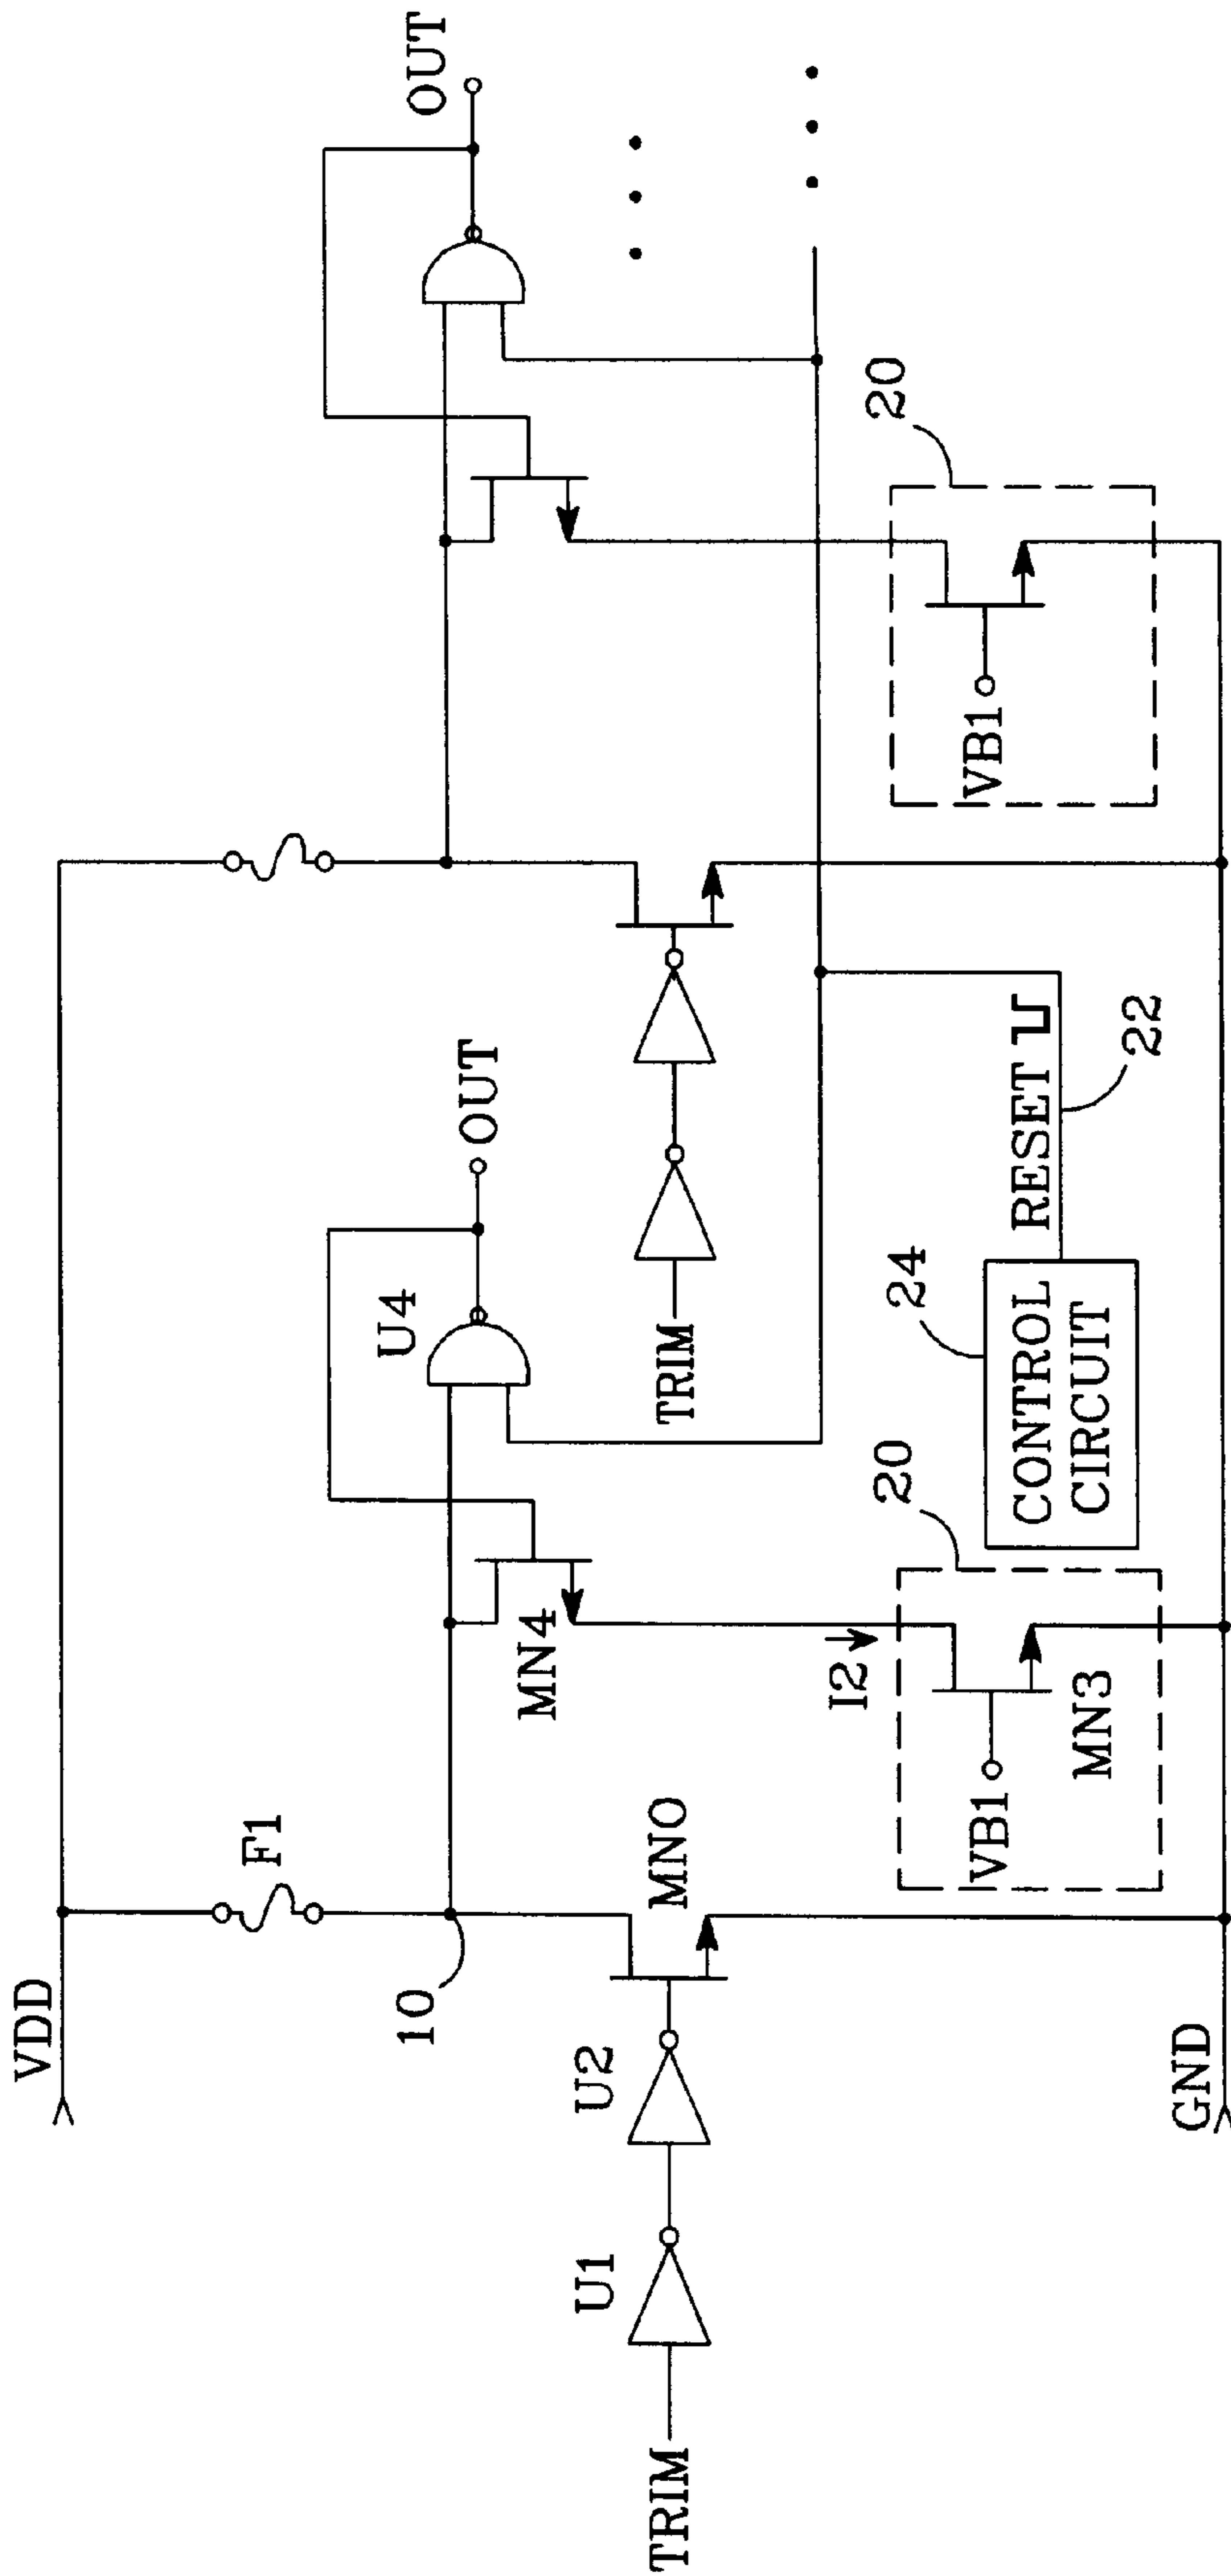 VDD
F1
10
OUT
U4
OUT
MN4
TRIM
U1
U2
MN0
TRIM
I2
20
VB1
MN3
24
CONTROL
CIRCUIT
RESET
22
20
VB1
GND